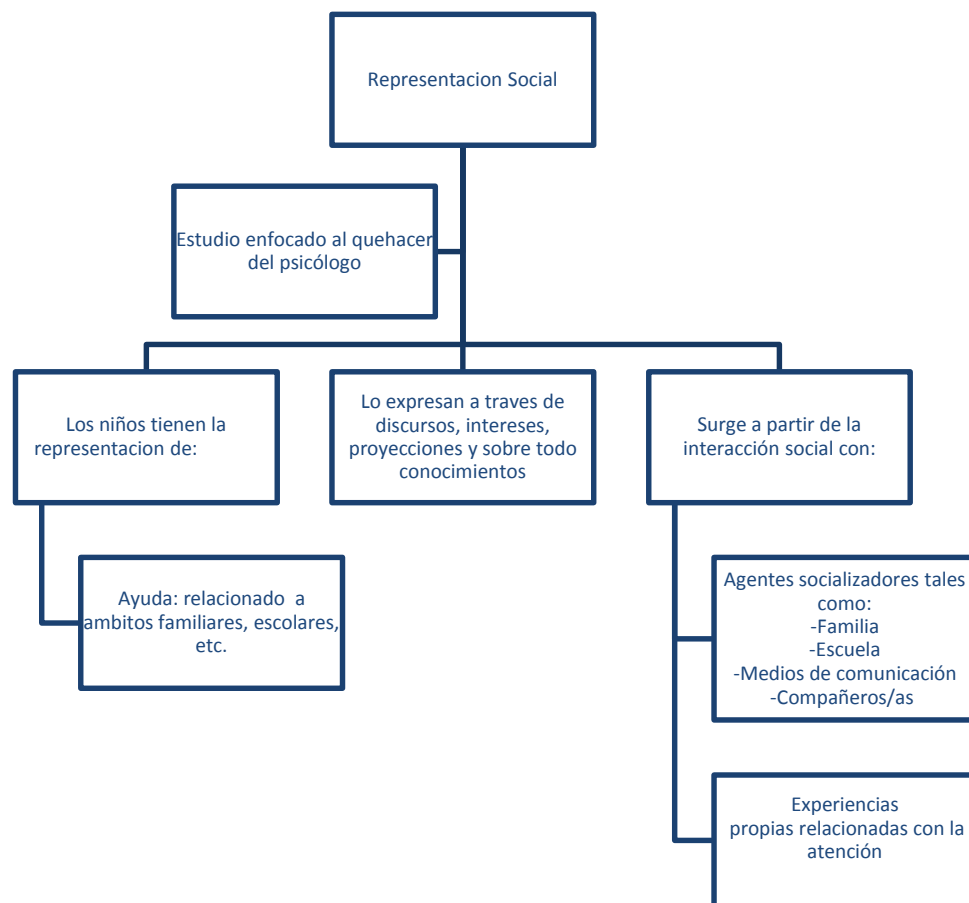 Representacion Social
Estudio enfocado al quehacer
del psicólogo
Los niños tienen la
representacion de:
Lo expresan a traves de
discursos, intereses,
proyecciones y sobre todo
conocimientos
Surge a partir de la
interacción social con:
Ayuda: relacionado a
ambitos familiares, escolares,
etc.
Agentes socializadores tales
como:
-Familia
-Escuela
-Medios de comunicación
-Compañeros/as
Experiencias
propias relacionadas con la
atención